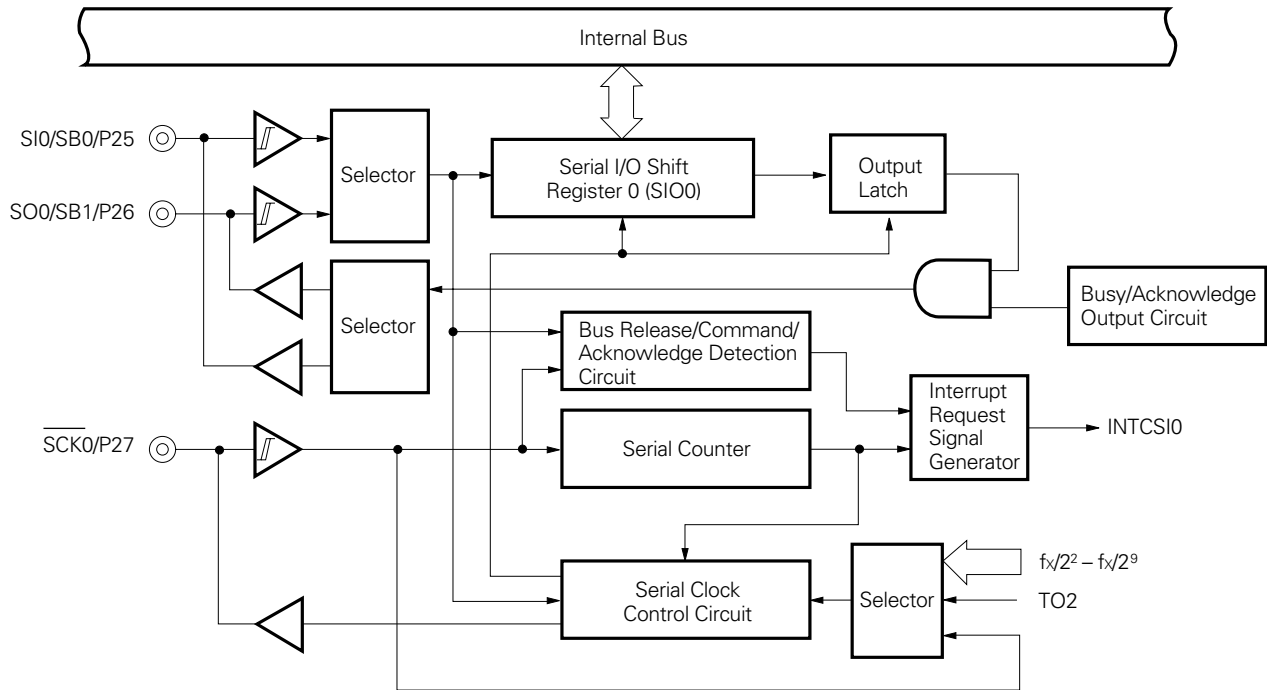 Internal Bus
SI0/SB0/P25
Selector
Serial I/O Shift
Register 0 (SIO0)
Output
Latch
SO0/SB1/P26
Selector
Busy/Acknowledge
Output Circuit
Bus Release/Command/
Acknowledge Detection
Circuit
Interrupt
Request
Signal
Generator
INTCSI0
S̅C̅K̅0/P27
Serial Counter
Serial Clock
Control Circuit
Selector
fx/2² – fx/2⁹
TO2